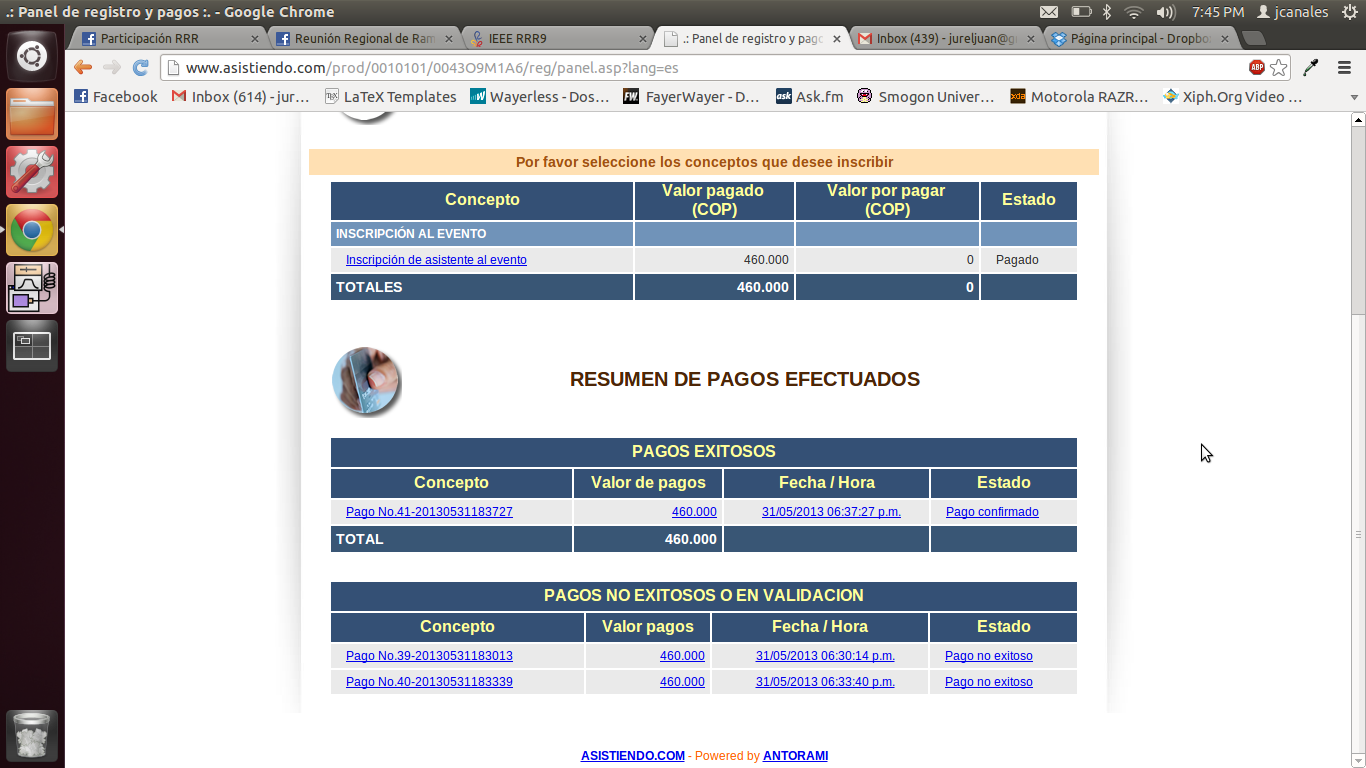 .: Panel de registro y pagos :. - Google Chrome
7:45 PM
jcanales
Participación RRR
Reunión Regional de Ram
IEEE RRR9
.: Panel de registro y pago
Inbox (439) - jureljuan@g
Página principal - Dropbo
www.asistiendo.com/prod/0010101/0043O9M1A6/reg/panel.asp?lang=es
ABP
Facebook
Inbox (614) - jur...
LaTeX Templates
Wayerless - Dos...
FayerWayer - D...
Ask.fm
Smogon Univer...
Motorola RAZR...
Xiph.Org Video ...
Por favor seleccione los conceptos que desee inscribir
Concepto Valor pagado (COP) Valor por pagar (COP) Estado
INSCRIPCIÓN AL EVENTO
Inscripción de asistente al evento 460.000 0 Pagado
TOTALES 460.000 0
RESUMEN DE PAGOS EFECTUADOS
PAGOS EXITOSOS
Concepto Valor de pagos Fecha / Hora Estado
Pago No.41-20130531183727 460.000 31/05/2013 06:37:27 p.m. Pago confirmado
TOTAL 460.000
PAGOS NO EXITOSOS O EN VALIDACION
Concepto Valor pagos Fecha / Hora Estado
Pago No.39-20130531183013 460.000 31/05/2013 06:30:14 p.m. Pago no exitoso
Pago No.40-20130531183339 460.000 31/05/2013 06:33:40 p.m. Pago no exitoso
ASISTIENDO.COM - Powered by ANTORAMI